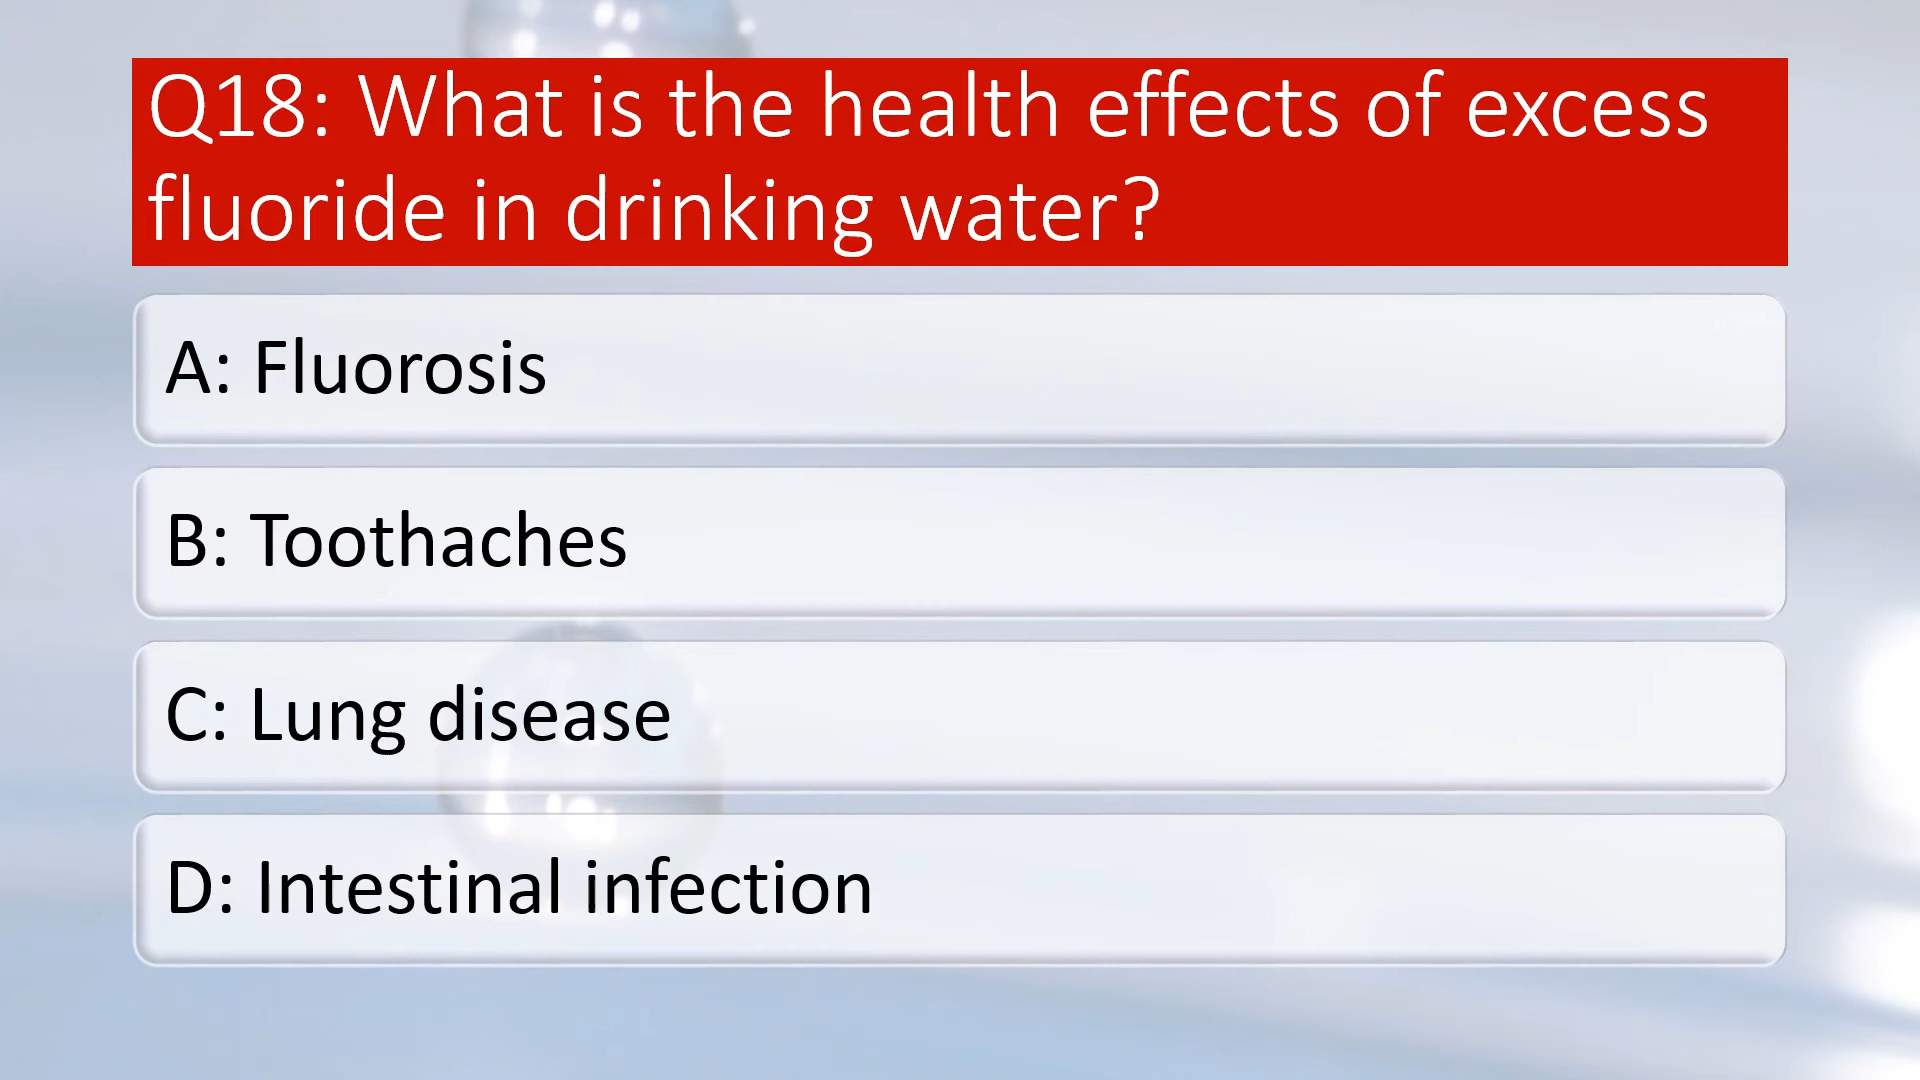 Q18: What is the health effects of excess
fluoride in drinking water?
A: Fluorosis
B: Toothaches
C: Lung disease
D: Intestinal infection